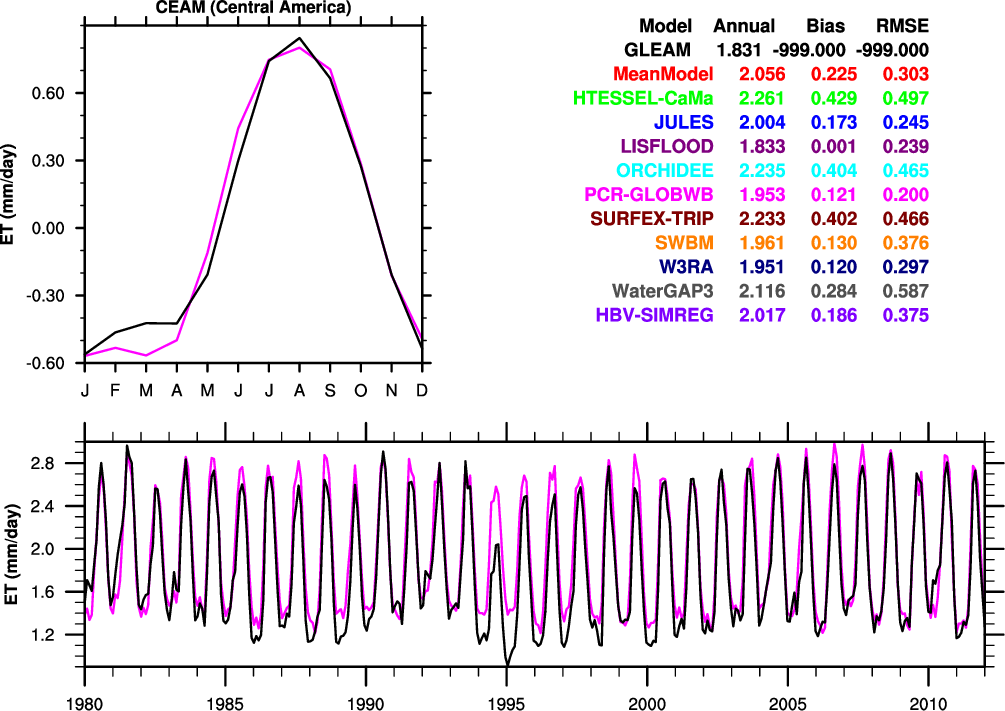 CEAM (Central America)
ET (mm/day)
0.60
0.30
0.00
-0.30
-0.60
J F M A M J J A S O N D
Model Annual Bias RMSE
GLEAM 1.831 -999.000 -999.000
MeanModel 2.056 0.225 0.303
HTESSEL-CaMa 2.261 0.429 0.497
JULES 2.004 0.173 0.245
LISFLOOD 1.833 0.001 0.239
ORCHIDEE 2.235 0.404 0.465
PCR-GLOBWB 1.953 0.121 0.200
SURFEX-TRIP 2.233 0.402 0.466
SWBM 1.961 0.130 0.376
W3RA 1.951 0.120 0.297
WaterGAP3 2.116 0.284 0.587
HBV-SIMREG 2.017 0.186 0.375
ET (mm/day)
2.8
2.4
2.0
1.6
1.2
1980 1985 1990 1995 2000 2005 2010